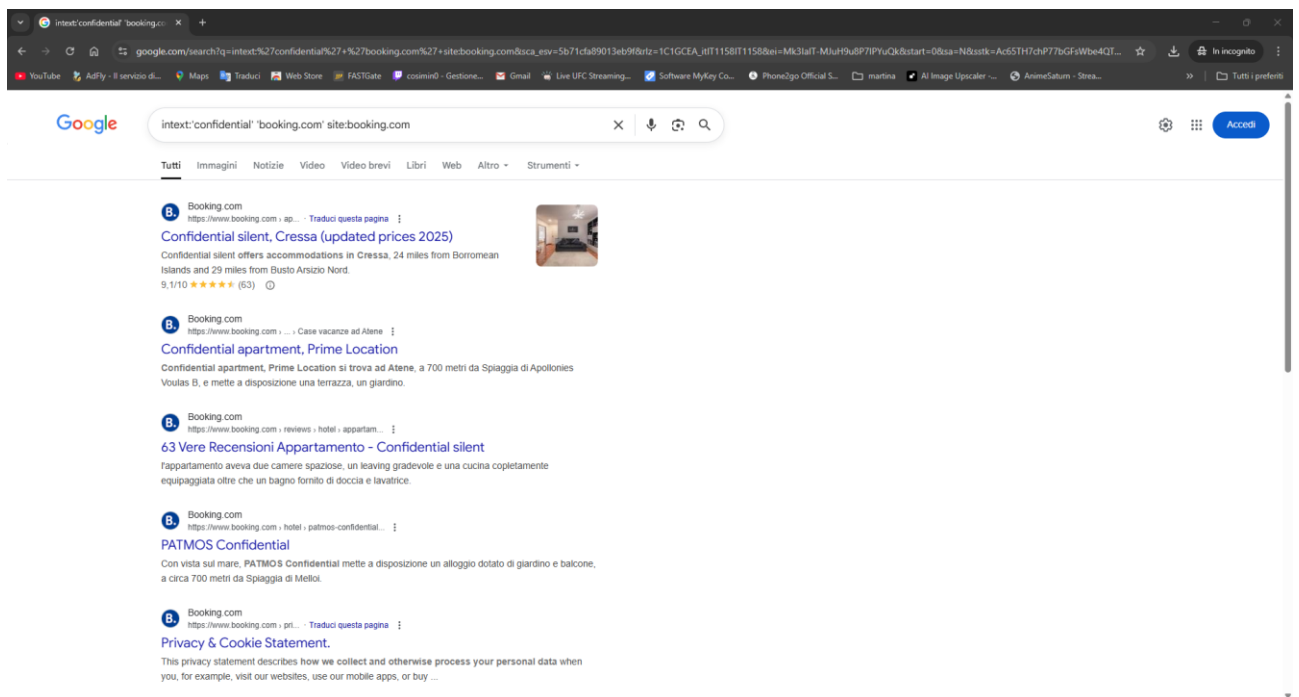 intext:'confidential' 'booking.co
google.com/search?q=intext:%27confidential%27+%27booking.com%27+site:booking.com&sca_esv=5b71cfa89013eb9f&rlz=1C1GCEA_itIT1158IT1158&ei=Mk3IaIT-MJuH9u8P7IPYuQk&start=0&sa=N&sstk=Ac65TH7chP77bGFsWbe4QT...
In incognito
YouTube AdFly - Il servizio di... Maps Traduci Web Store FASTGate cosimin0 - Gestione... Gmail Live UFC Streaming... Software MyKey Co... Phone2go Official S... martina AI Image Upscaler -... AnimeSaturn - Strea... » Tutti i preferiti
Google
intext:'confidential' 'booking.com' site:booking.com
Accedi
Tutti Immagini Notizie Video Video brevi Libri Web Altro Strumenti
B. Booking.com
https://www.booking.com › ap... · Traduci questa pagina
Confidential silent, Cressa (updated prices 2025)
Confidential silent offers accommodations in Cressa, 24 miles from Borromean
Islands and 29 miles from Busto Arsizio Nord.
9,1/10 ★★★★★ (63)
B. Booking.com
https://www.booking.com › ... › Case vacanze ad Atene
Confidential apartment, Prime Location
Confidential apartment, Prime Location si trova ad Atene, a 700 metri da Spiaggia di Apollonies
Voulas B, e mette a disposizione una terrazza, un giardino.
B. Booking.com
https://www.booking.com › reviews › hotel › appartam...
63 Vere Recensioni Appartamento - Confidential silent
l'appartamento aveva due camere spaziose, un leaving gradevole e una cucina copletamente
equipaggiata oltre che un bagno fornito di doccia e lavatrice.
B. Booking.com
https://www.booking.com › hotel › patmos-confidential...
PATMOS Confidential
Con vista sul mare, PATMOS Confidential mette a disposizione un alloggio dotato di giardino e balcone,
a circa 700 metri da Spiaggia di Melloi.
B. Booking.com
https://www.booking.com › pri... · Traduci questa pagina
Privacy & Cookie Statement.
This privacy statement describes how we collect and otherwise process your personal data when
you, for example, visit our websites, use our mobile apps, or buy ...